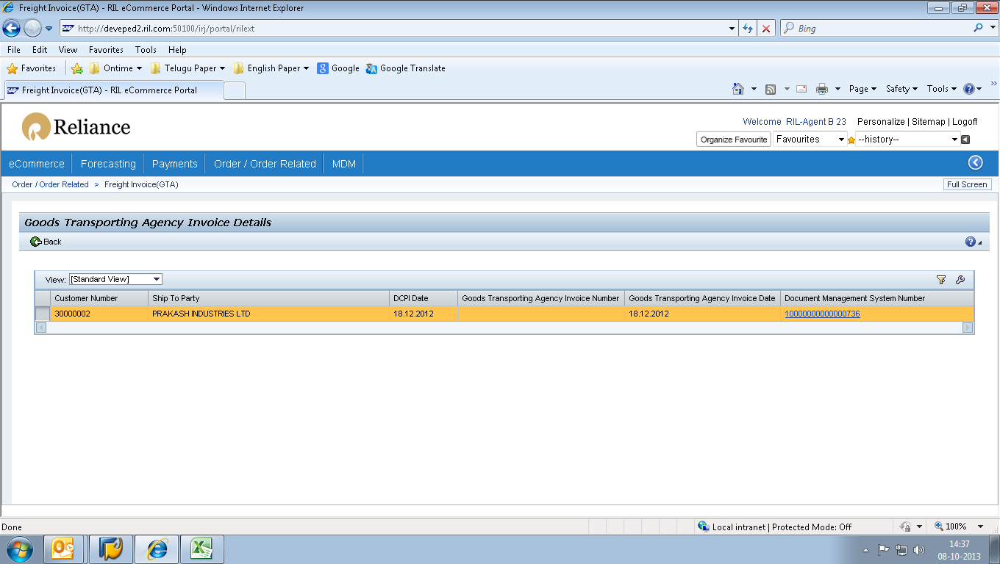 Freight Invoice(GTA) - RIL eCommerce Portal - Windows Internet Explorer
http://deveped2.ril.com:50100/irj/portal/rilext
Bing
File Edit View Favorites Tools Help
Favorites Ontime Telugu Paper English Paper Google Google Translate
Freight Invoice(GTA) - RIL eCommerce Portal
Page Safety Tools
Reliance
Welcome RIL-Agent B 23 Personalize | Sitemap | Logoff
Organize Favourite Favourites --history--
eCommerce Forecasting Payments Order / Order Related MDM
Order / Order Related > Freight Invoice(GTA)
Full Screen
Goods Transporting Agency Invoice Details
Back
View: [Standard View]
Customer Number Ship To Party DCPI Date Goods Transporting Agency Invoice Number Goods Transporting Agency Invoice Date Document Management System Number
30000002 PRAKASH INDUSTRIES LTD 18.12.2012 18.12.2012 10000000000000736
Done
Local intranet | Protected Mode: Off
100%
14:37
08-10-2013